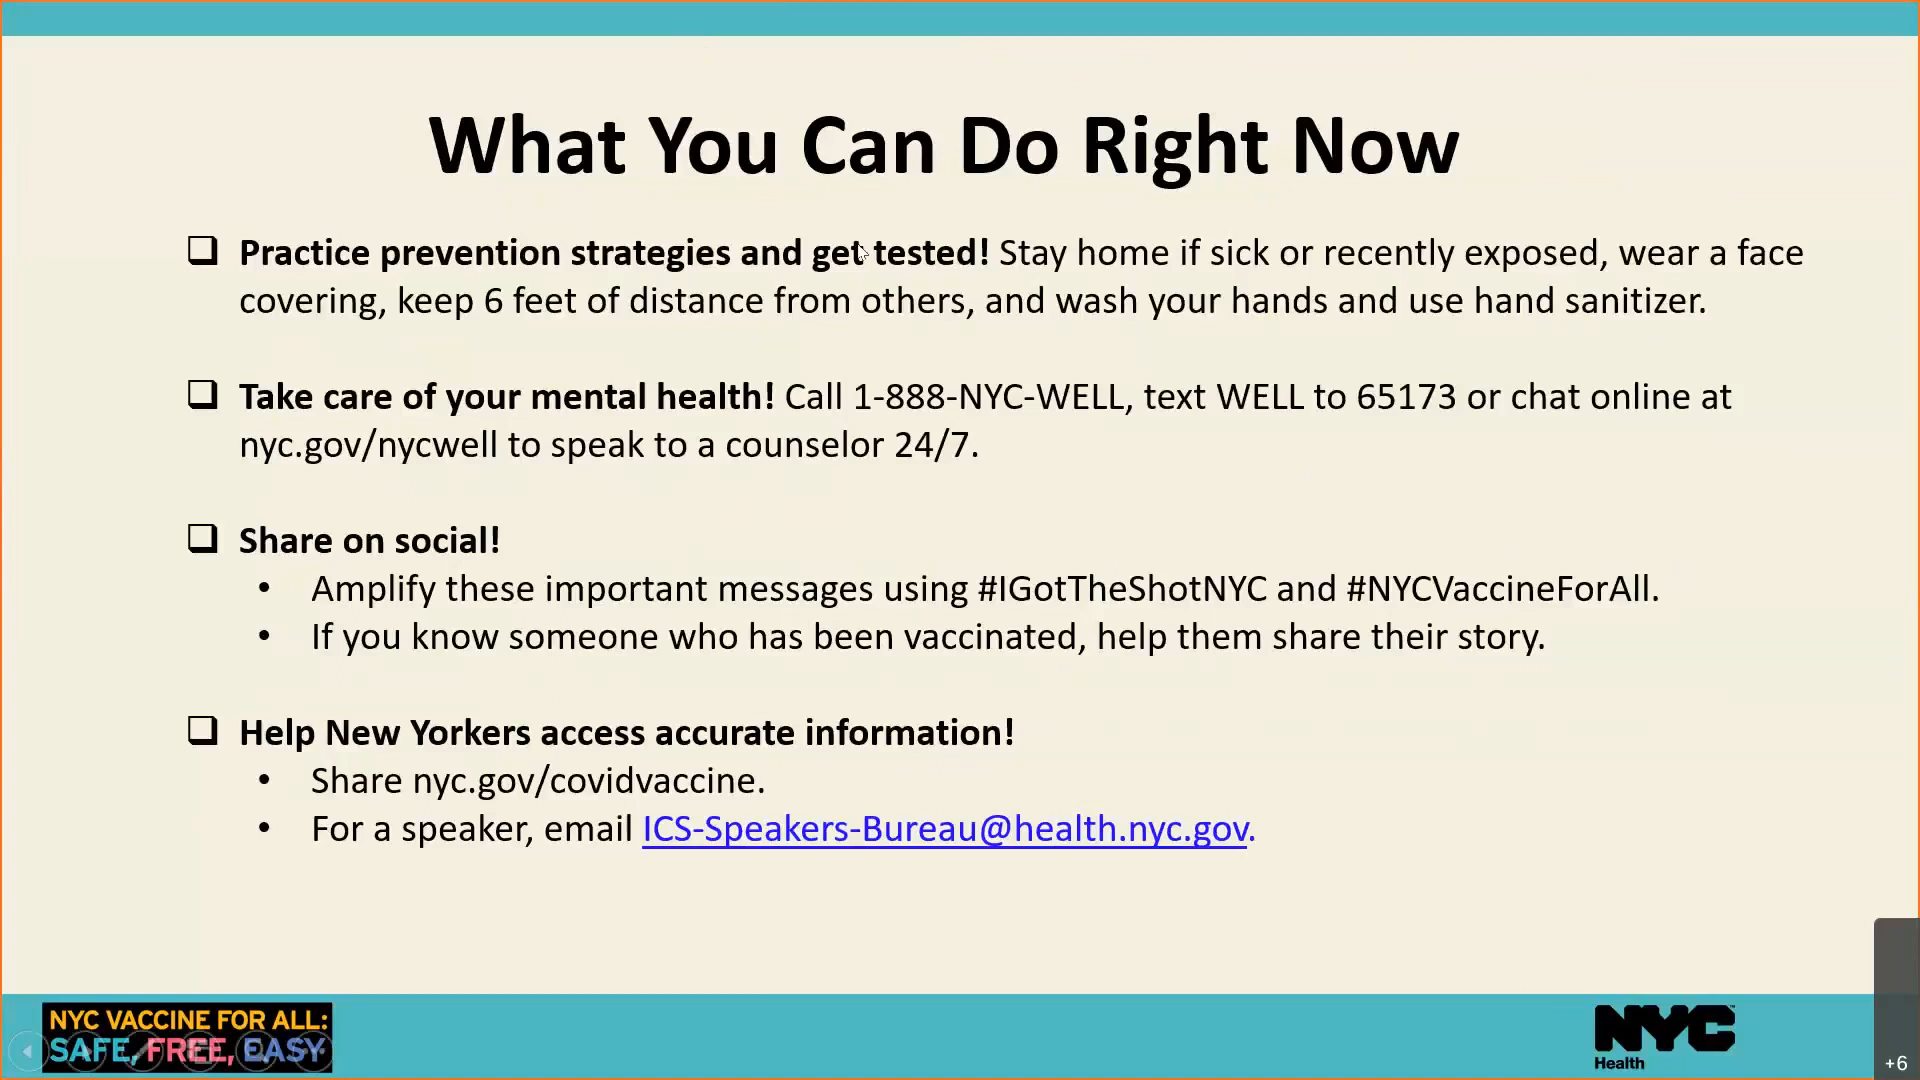 What You Can Do Right Now
❑ Practice prevention strategies and get tested! Stay home if sick or recently exposed, wear a face
covering, keep 6 feet of distance from others, and wash your hands and use hand sanitizer.
❑ Take care of your mental health! Call 1-888-NYC-WELL, text WELL to 65173 or chat online at
nyc.gov/nycwell to speak to a counselor 24/7.
❑ Share on social!
• Amplify these important messages using #IGotTheShotNYC and #NYCVaccineForAll.
• If you know someone who has been vaccinated, help them share their story.
❑ Help New Yorkers access accurate information!
• Share nyc.gov/covidvaccine.
• For a speaker, email ICS-Speakers-Bureau@health.nyc.gov.
NYC VACCINE FOR ALL:
SAFE, FREE, EASY
NYC
Health
+6